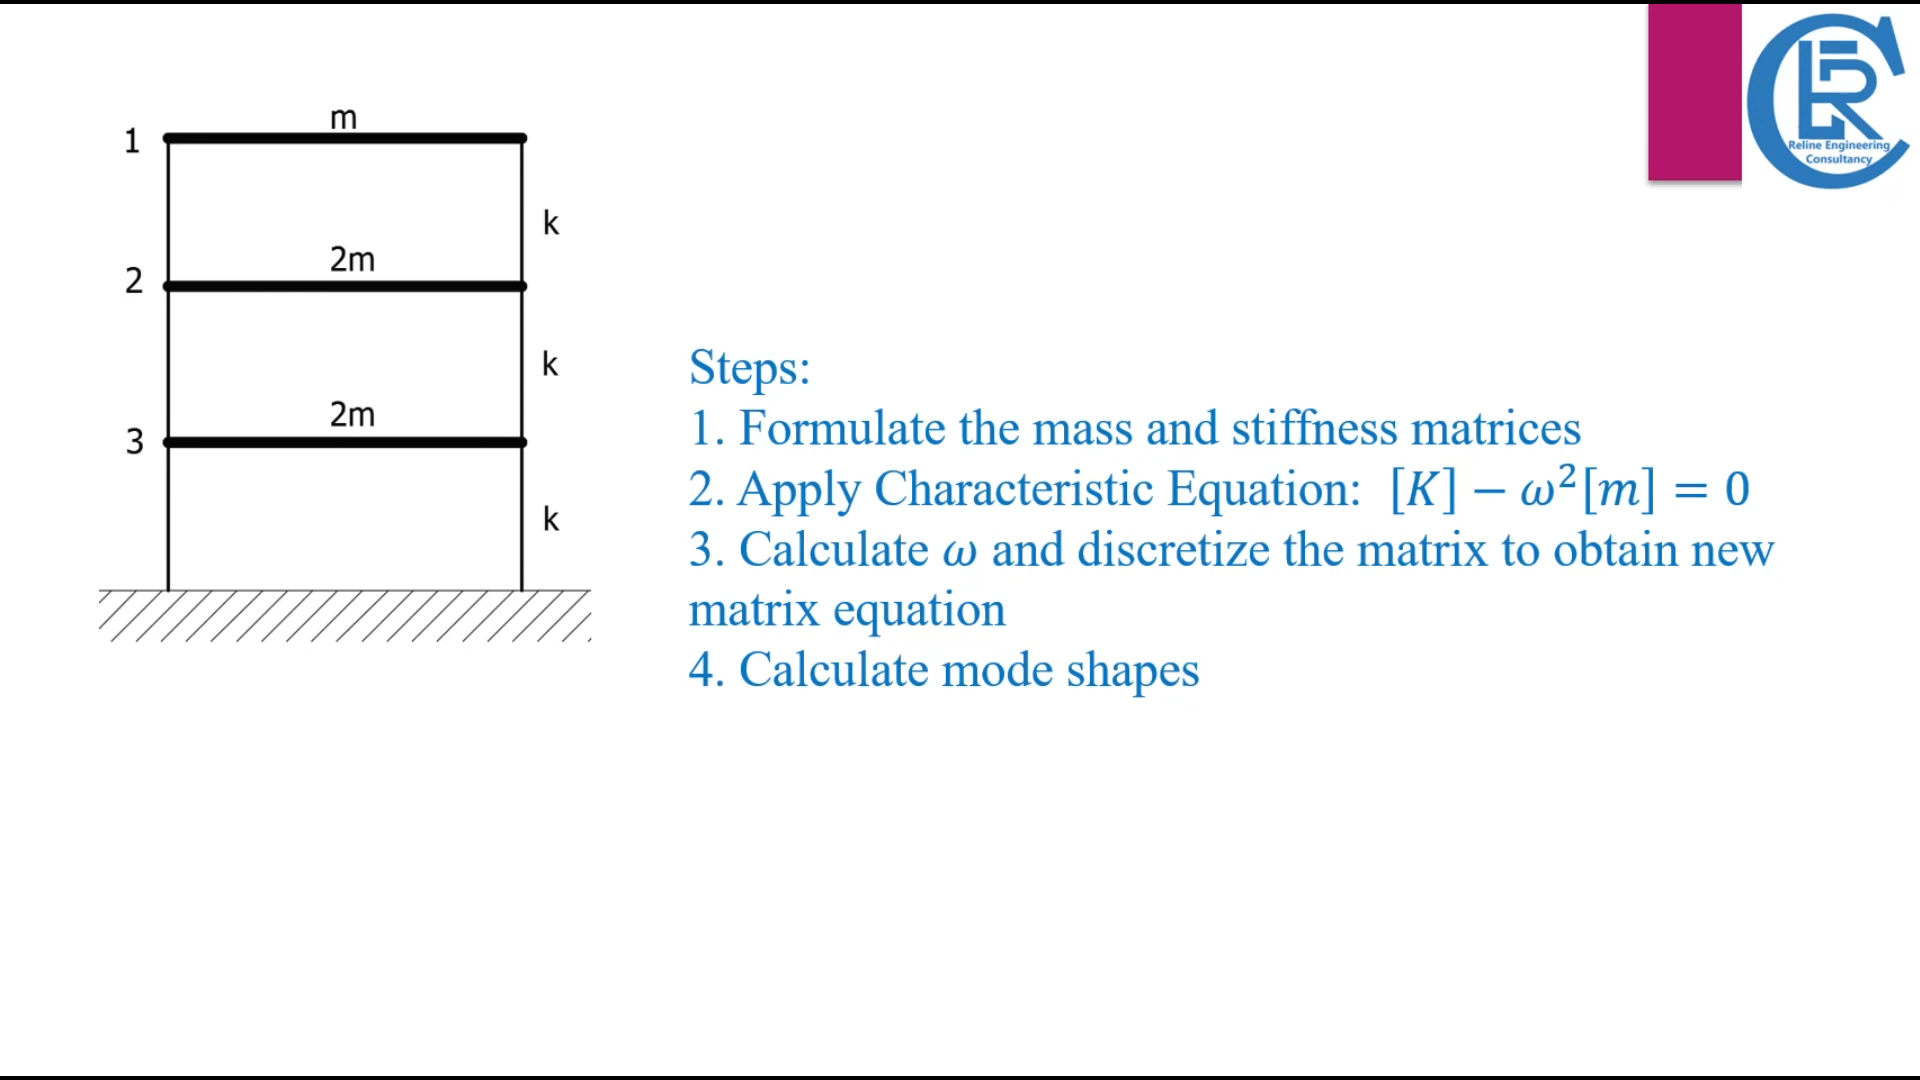 m
1
k
2m
2
k
2m
3
k
Reline Engineering
Consultancy
Steps:
1. Formulate the mass and stiffness matrices
2. Apply Characteristic Equation: [K] − ω²[m] = 0
3. Calculate ω and discretize the matrix to obtain new
matrix equation
4. Calculate mode shapes